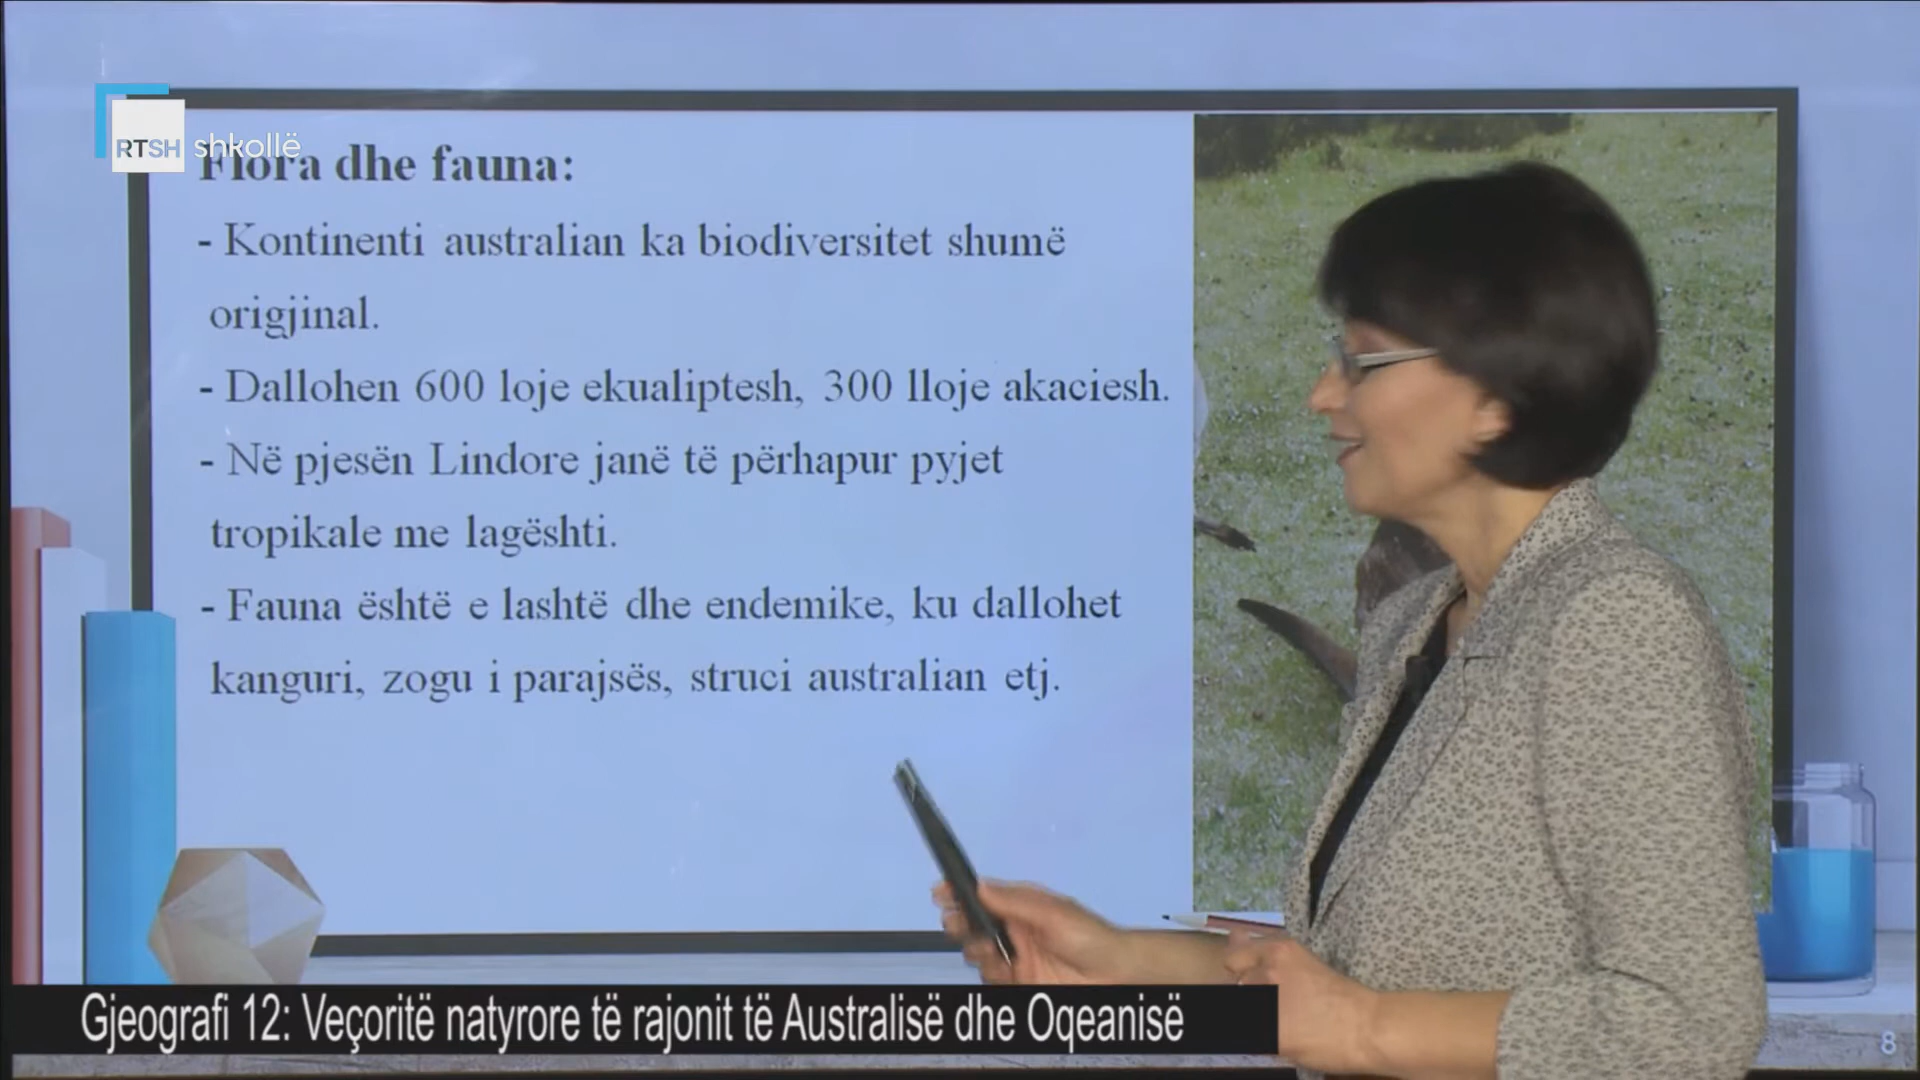 RTSH shkollë
Flora dhe fauna:
- Kontinenti australian ka biodiversitet shumë
origjinal.
- Dallohen 600 loje ekualiptesh, 300 lloje akaciesh.
- Në pjesën Lindore janë të përhapur pyjet
tropikale me lagështi.
- Fauna është e lashtë dhe endemike, ku dallohet
kanguri, zogu i parajsës, struci australian etj.
Gjeografi 12: Veçoritë natyrore të rajonit të Australisë dhe Oqeanisë
8